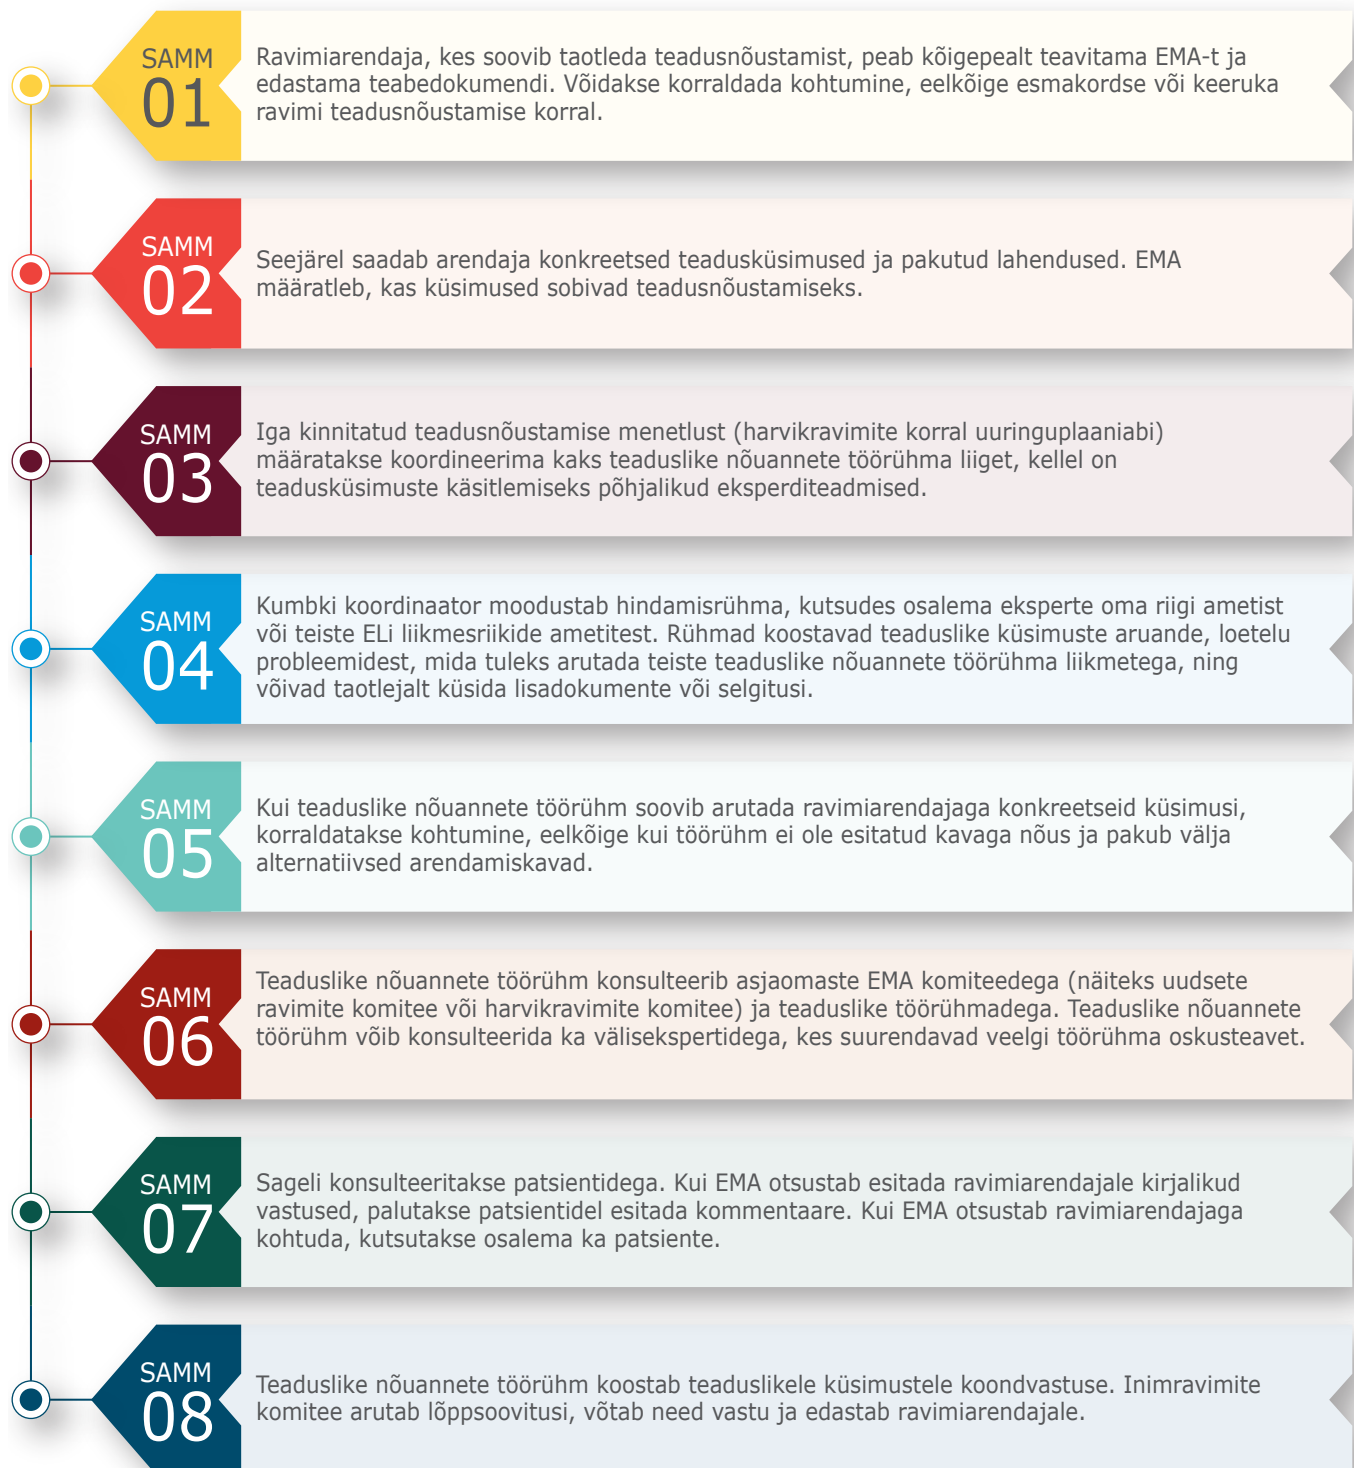 SAMM
01
Ravimiarendaja, kes soovib taotleda teadusnõustamist, peab kõigepealt teavitama EMA-t ja
edastama teabedokumendi. Võidakse korraldada kohtumine, eelkõige esmakordse või keeruka
ravimi teadusnõustamise korral.
SAMM
02
Seejärel saadab arendaja konkreetsed teadusküsimused ja pakutud lahendused. EMA
määratleb, kas küsimused sobivad teadusnõustamiseks.
SAMM
03
Iga kinnitatud teadusnõustamise menetlust (harvikravimite korral uuringuplaaniabi)
määratakse koordineerima kaks teaduslike nõuannete töörühma liiget, kellel on
teadusküsimuste käsitlemiseks põhjalikud eksperditeadmised.
SAMM
04
Kumbki koordinaator moodustab hindamisrühma, kutsudes osalema eksperte oma riigi ametist
või teiste ELi liikmesriikide ametitest. Rühmad koostavad teaduslike küsimuste aruande, loetelu
probleemidest, mida tuleks arutada teiste teaduslike nõuannete töörühma liikmetega, ning
võivad taotlejalt küsida lisadokumente või selgitusi.
SAMM
05
Kui teaduslike nõuannete töörühm soovib arutada ravimiarendajaga konkreetseid küsimusi,
korraldatakse kohtumine, eelkõige kui töörühm ei ole esitatud kavaga nõus ja pakub välja
alternatiivsed arendamiskavad.
SAMM
06
Teaduslike nõuannete töörühm konsulteerib asjaomaste EMA komiteedega (näiteks uudsete
ravimite komitee või harvikravimite komitee) ja teaduslike töörühmadega. Teaduslike nõuannete
töörühm võib konsulteerida ka välisekspertidega, kes suurendavad veelgi töörühma oskusteavet.
SAMM
07
Sageli konsulteeritakse patsientidega. Kui EMA otsustab esitada ravimiarendajale kirjalikud
vastused, palutakse patsientidel esitada kommentaare. Kui EMA otsustab ravimiarendajaga
kohtuda, kutsutakse osalema ka patsiente.
SAMM
08
Teaduslike nõuannete töörühm koostab teaduslikele küsimustele koondvastuse. Inimravimite
komitee arutab lõppsoovitusi, võtab need vastu ja edastab ravimiarendajale.